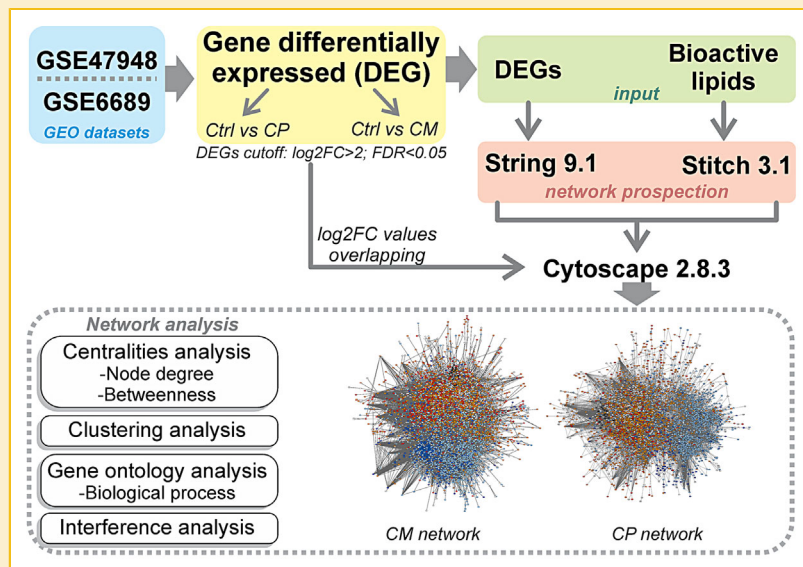 GSE47948
GSE6689
GEO datasets
Gene differentially
expressed (DEG)
Ctrl vs CP
Ctrl vs CM
DEGs cutoff: log2FC>2; FDR<0.05
DEGs
Bioactive
lipids
input
String 9.1
Stitch 3.1
network prospection
log2FC values
overlapping
Cytoscape 2.8.3
Network analysis
Centralities analysis
-Node degree
-Betweenness
Clustering analysis
Gene ontology analysis
-Biological process
Interference analysis
CM network
CP network